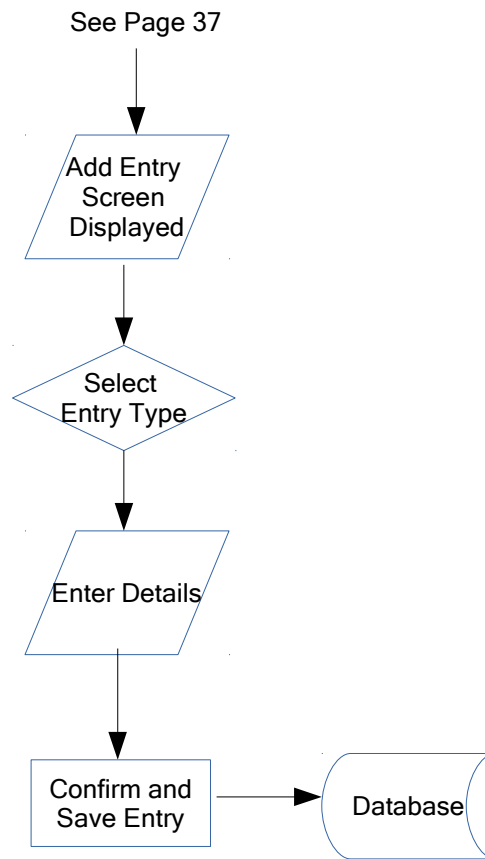 See Page 37
Add Entry
Screen
Displayed
Select
Entry Type
Enter Details
Confirm and
Save Entry
Database